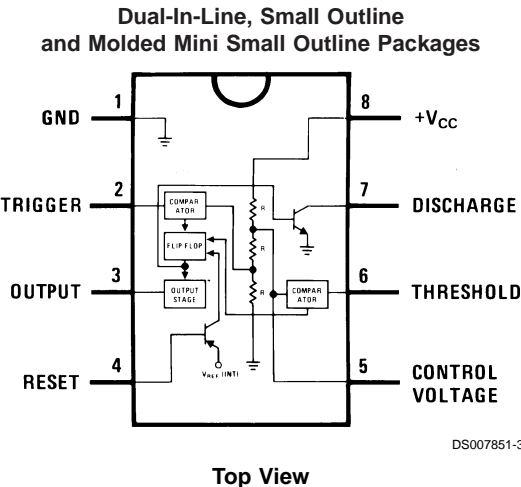 Dual-In-Line, Small Outline
and Molded Mini Small Outline Packages
1
8
GND
+VCC
2
7
TRIGGER
COMPAR
ATOR
R
DISCHARGE
FLIP FLOP
R
3
6
OUTPUT
OUTPUT
STAGE
R
COMPAR
ATOR
THRESHOLD
4
5
RESET
VREF (INT)
CONTROL
VOLTAGE
DS007851-3
Top View